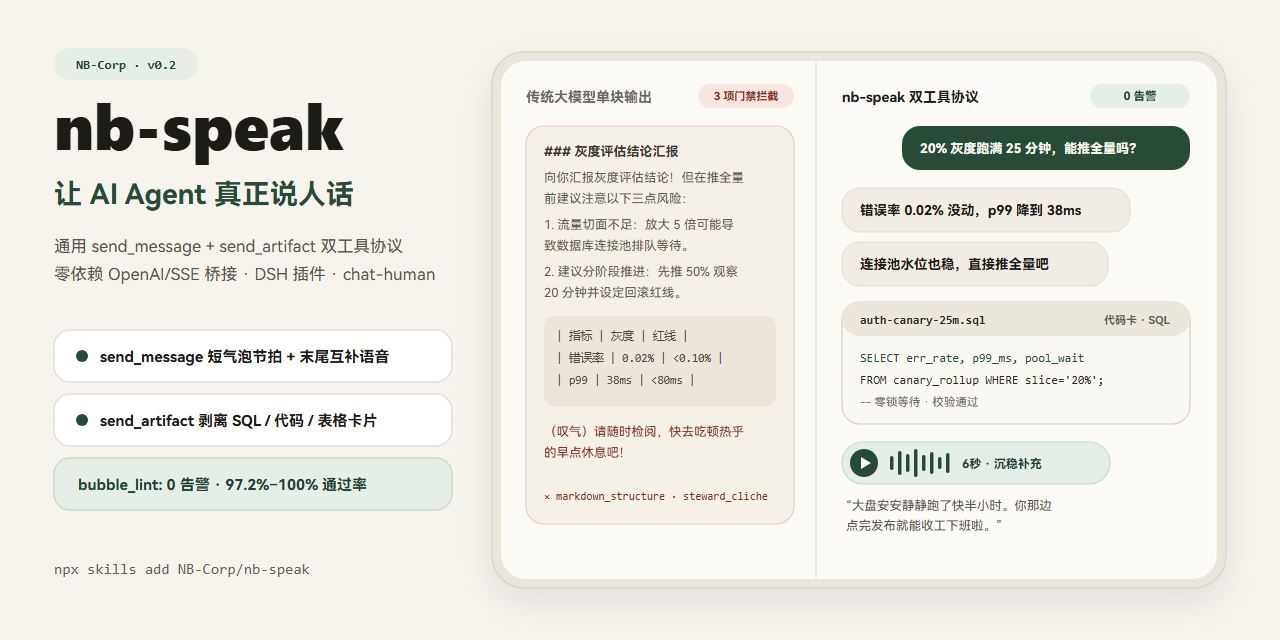 NB-Corp · v0.2
nb-speak
让 AI Agent 真正说人话
通用 send_message + send_artifact 双工具协议
零依赖 OpenAI/SSE 桥接 · DSH 插件 · chat-human
send_message 短气泡节拍 + 末尾互补语音
send_artifact 剥离 SQL / 代码 / 表格卡片
bubble_lint: 0 告警 · 97.2%–100% 通过率
npx skills add NB-Corp/nb-speak
传统大模型单块输出
3 项门禁拦截
### 灰度评估结论汇报
向你汇报灰度评估结论！但在推全量
前建议注意以下三点风险：
1. 流量切面不足：放大 5 倍可能导
致数据库连接池排队等待。
2. 建议分阶段推进：先推 50% 观察
20 分钟并设定回滚红线。
| 指标 | 灰度 | 红线 |
| 错误率 | 0.02% | <0.10% |
| p99 | 38ms | <80ms |
（叹气）请随时检阅，快去吃顿热乎
的早点休息吧！
× markdown_structure · steward_cliche
nb-speak 双工具协议
0 告警
20% 灰度跑满 25 分钟，能推全量吗？
错误率 0.02% 没动，p99 降到 38ms
连接池水位也稳，直接推全量吧
auth-canary-25m.sql
代码卡 · SQL
SELECT err_rate, p99_ms, pool_wait
FROM canary_rollup WHERE slice='20%';
-- 零锁等待 · 校验通过
6秒 · 沉稳补充
“大盘安安静静跑了快半小时。你那边
点完发布就能收工下班啦。”